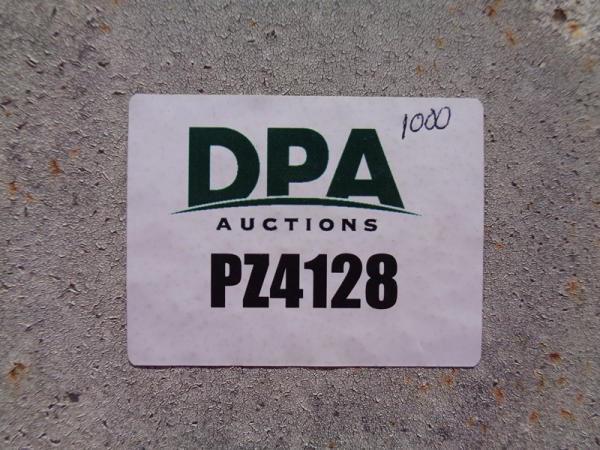 1000
DPA
AUCTIONS
PZ4128